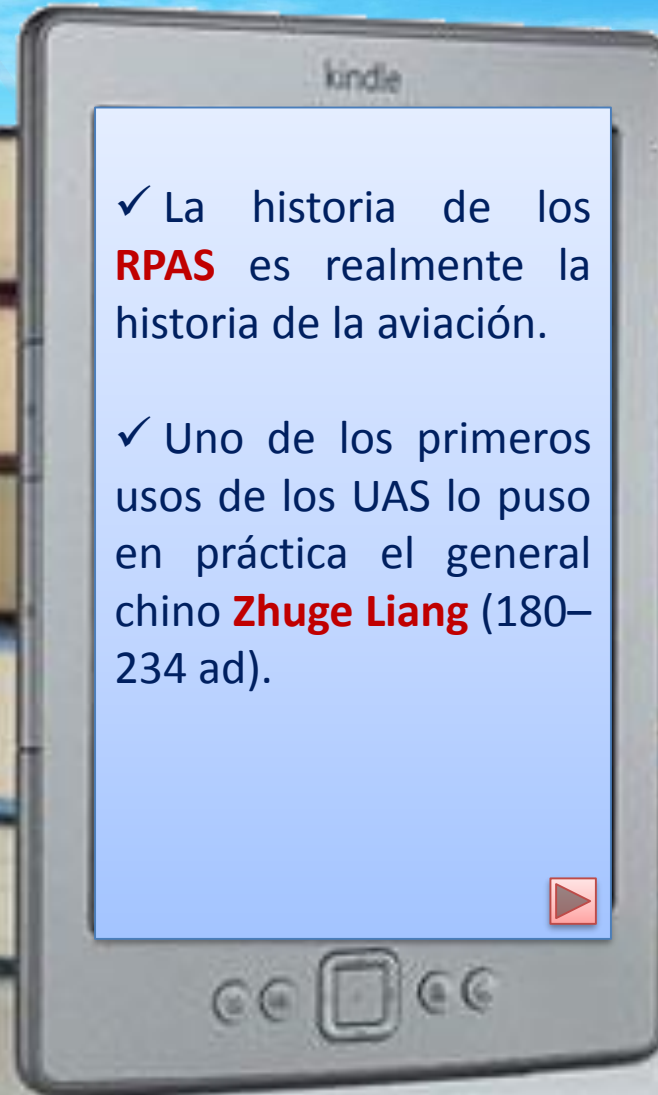 kindle
✓ La historia de los
RPAS es realmente la
historia de la aviación.
✓ Uno de los primeros
usos de los UAS lo puso
en práctica el general
chino Zhuge Liang (180–
234 ad).